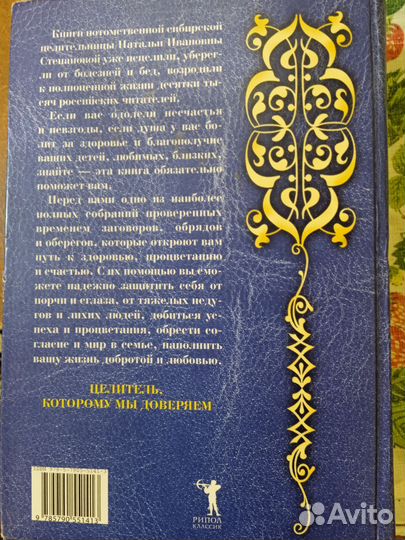 Книги потомственной сибирской
целительницы Натальи Ивановны
Степановой уже исцелили, уберег-
ли от болезней и бед, возродили
к полноценной жизни десятки ты-
сяч российских читателей.
Если вас одолели несчастья
и невзгоды, если душа у вас бо-
лит за здоровье и благополучие
ваших детей, любимых, близких,
знайте — эта книга обязательно
поможет вам.
Перед вами одно из наиболее
полных собраний проверенных
временем заговоров, обрядов
и оберегов, которые откроют вам
путь к здоровью, процветанию
и счастью. С их помощью вы смо-
жете надежно защитить себя от
порчи и сглаза, от тяжелых неду-
гов и лихих людей, добиться ус-
пеха и процветания, обрести со-
гласие и мир в семье, наполнить
вашу жизнь добротой и любовью.
ЦЕЛИТЕЛЬ,
КОТОРОМУ МЫ ДОВЕРЯЕМ
9 785790 551413
РИПОЛ
КЛАССИК
Avito